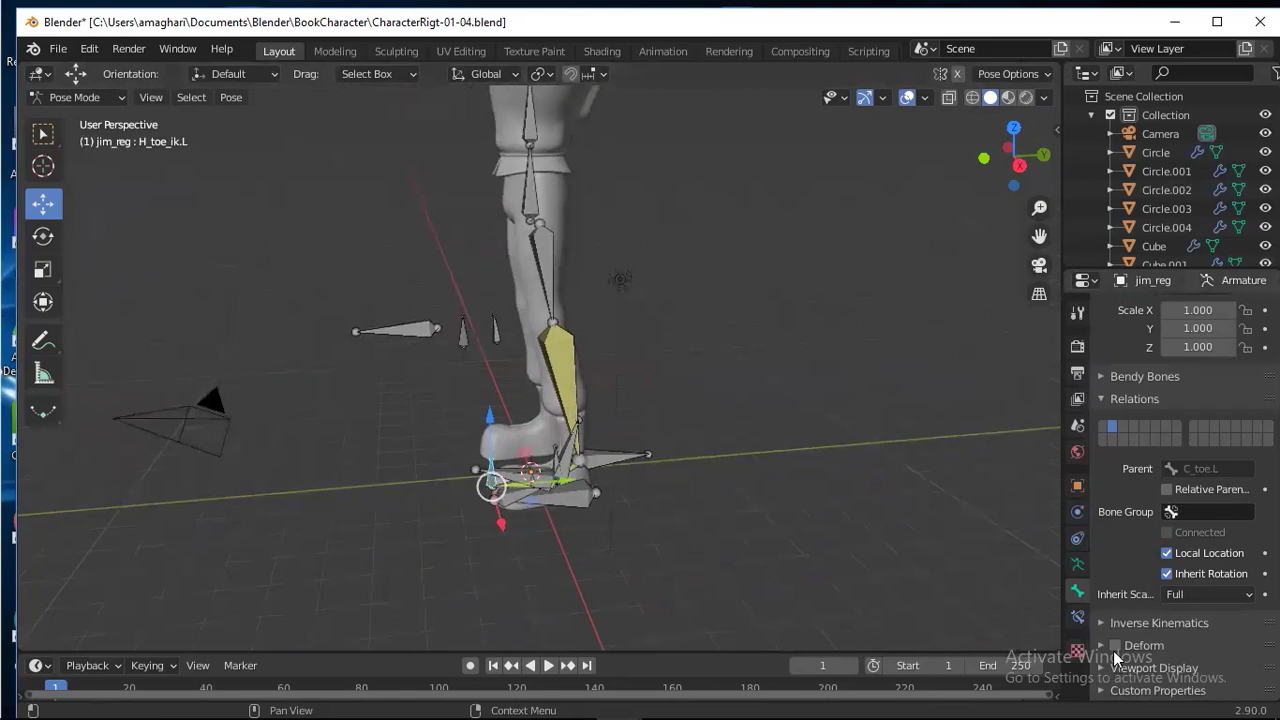 Blender* [C:\Users\amaghari\Documents\Blender\BookCharacter\CharacterRigt-01-04.blend]
File Edit Render Window Help Layout Modeling Sculpting UV Editing Texture Paint Shading Animation Rendering Compositing Scripting Scene View Layer
Orientation: Default Drag: Select Box Global X Pose Options
Pose Mode View Select Pose
User Perspective
(1) jim_reg : H_toe_ik.L
Z
Y
X
Scene Collection
Collection
Camera
Circle
Circle.001
Circle.002
Circle.003
Circle.004
Cube
Cube.001
jim_reg Armature
Scale X 1.000
Y 1.000
Z 1.000
Bendy Bones
Relations
Parent C_toe.L
Relative Paren...
Bone Group
Connected
Local Location
Inherit Rotation
Inherit Sca... Full
Inverse Kinematics
Deform
Viewport Display
Custom Properties
Activate Windows
Go to Settings to activate Windows.
Playback Keying View Marker 1 Start 1 End 250
1 20 40 60 80 100 120 140 160 180 200 220 240
Pan View Context Menu 2.90.0